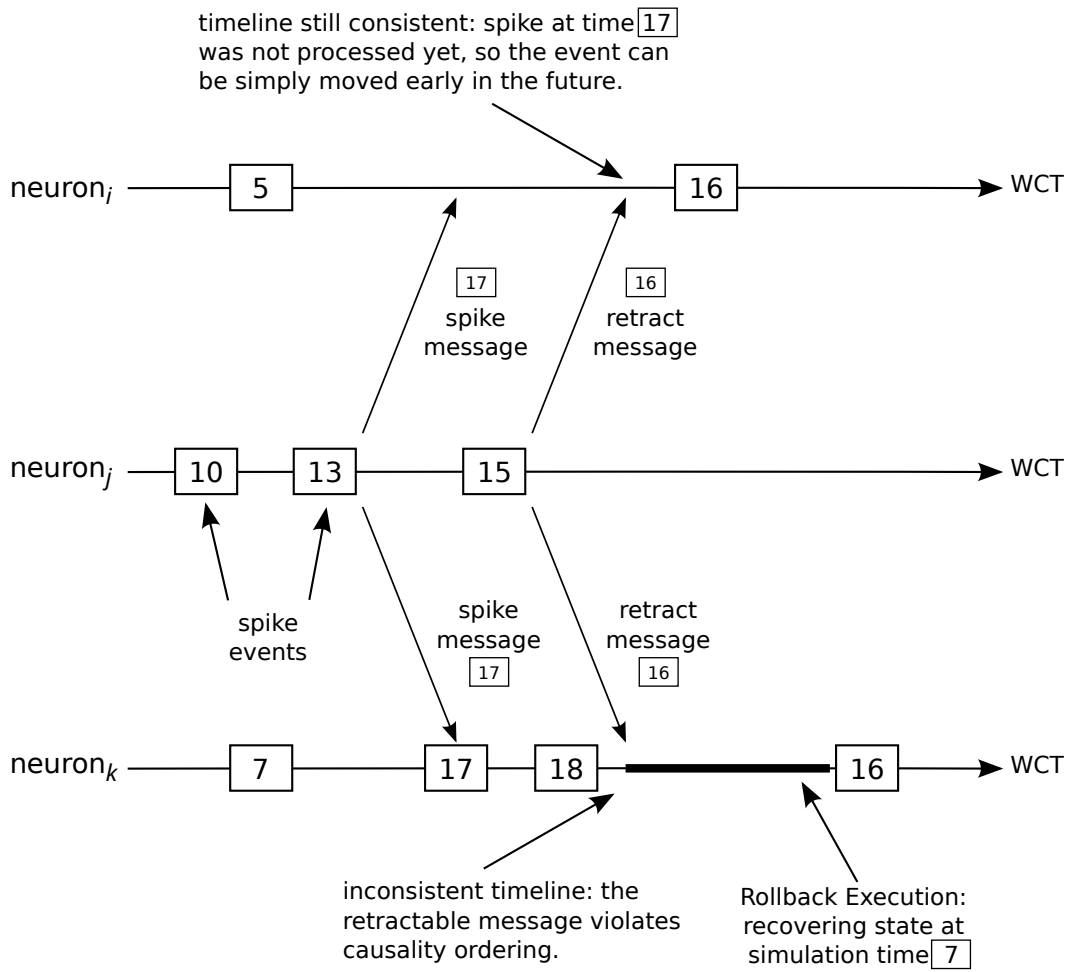 timeline still consistent: spike at time 17
was not processed yet, so the event can
be simply moved early in the future.
neuroni 5 16 WCT
17
spike
message
16
retract
message
neuronj 10 13 15 WCT
spike
events
spike
message
17
retract
message
16
neuronk 7 17 18 16 WCT
inconsistent timeline: the
retractable message violates
causality ordering.
Rollback Execution:
recovering state at
simulation time 7